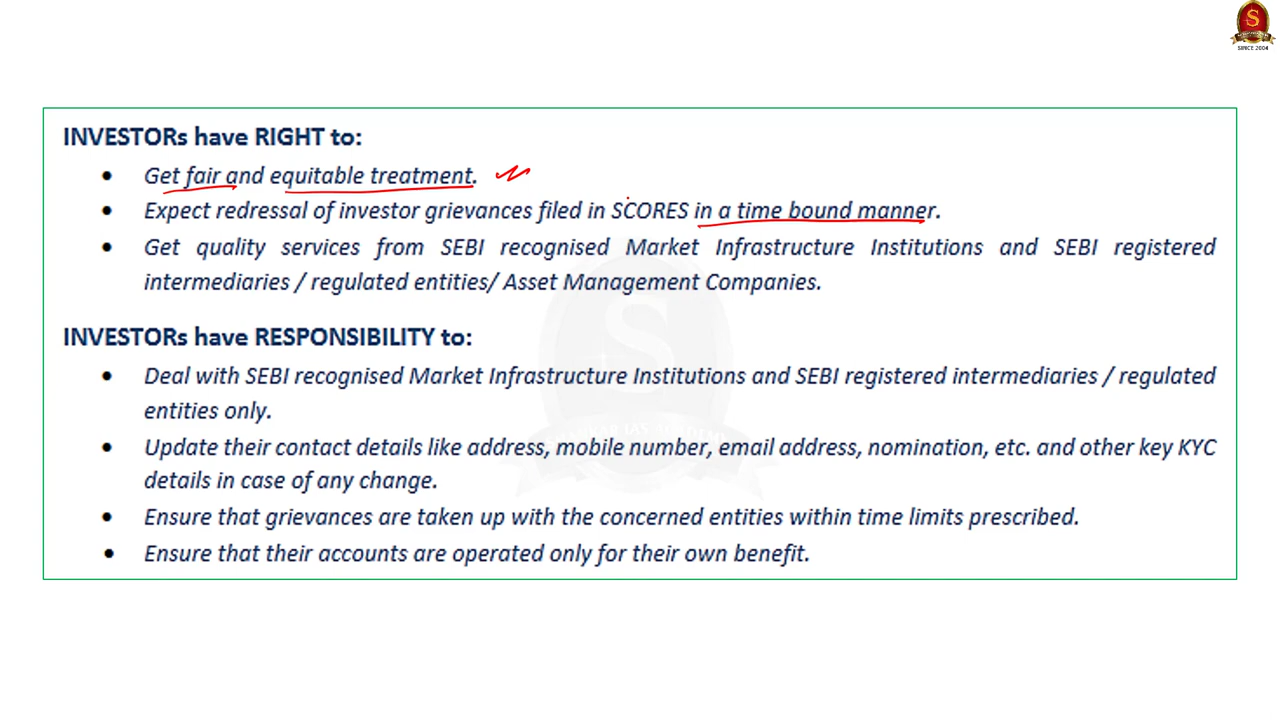 S
SINCE 2004
INVESTORs have RIGHT to:
• Get fair and equitable treatment.
• Expect redressal of investor grievances filed in SCORES in a time bound manner.
• Get quality services from SEBI recognised Market Infrastructure Institutions and SEBI registered
intermediaries / regulated entities/ Asset Management Companies.
INVESTORs have RESPONSIBILITY to:
• Deal with SEBI recognised Market Infrastructure Institutions and SEBI registered intermediaries / regulated
entities only.
• Update their contact details like address, mobile number, email address, nomination, etc. and other key KYC
details in case of any change.
• Ensure that grievances are taken up with the concerned entities within time limits prescribed.
• Ensure that their accounts are operated only for their own benefit.